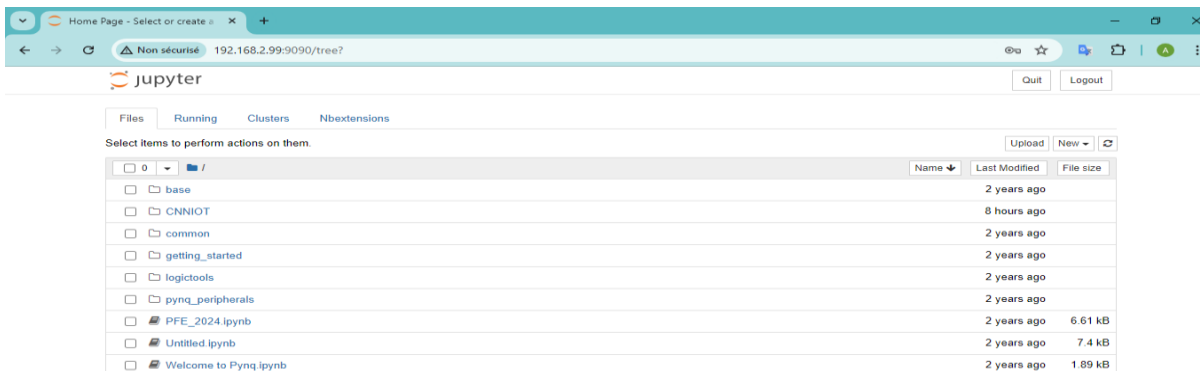 Home Page - Select or create a
Non sécurisé 192.168.2.99:9090/tree?
A
jupyter Quit Logout
Files Running Clusters Nbextensions
Select items to perform actions on them. Upload New
0 / Name Last Modified File size
base 2 years ago
CNNIOT 8 hours ago
common 2 years ago
getting_started 2 years ago
logictools 2 years ago
pynq_peripherals 2 years ago
PFE_2024.ipynb 2 years ago 6.61 kB
Untitled.ipynb 2 years ago 7.4 kB
Welcome to Pynq.ipynb 2 years ago 1.89 kB